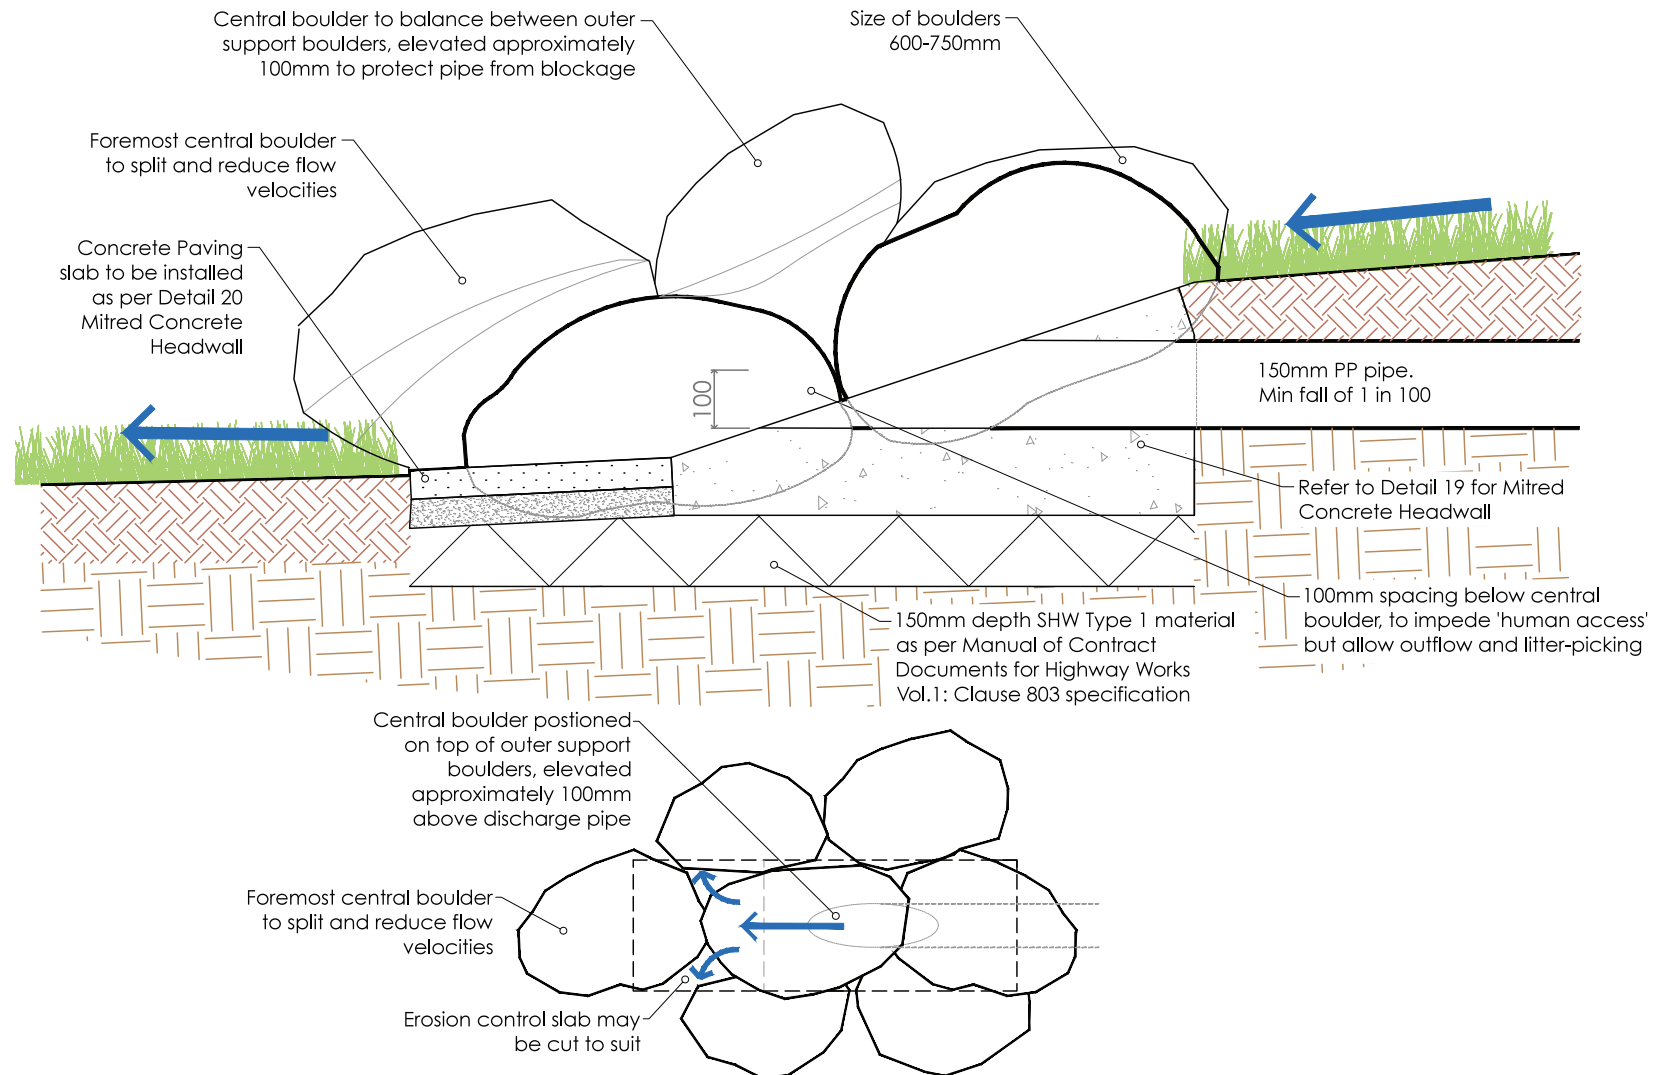 Central boulder to balance between outer
support boulders, elevated approximately
100mm to protect pipe from blockage
Size of boulders
600-750mm
Foremost central boulder
to split and reduce flow
velocities
Concrete Paving
slab to be installed
as per Detail 20
Mitred Concrete
Headwall
100
150mm PP pipe.
Min fall of 1 in 100
Refer to Detail 19 for Mitred
Concrete Headwall
100mm spacing below central
boulder, to impede 'human access'
but allow outflow and litter-picking
150mm depth SHW Type 1 material
as per Manual of Contract
Documents for Highway Works
Vol.1: Clause 803 specification
Central boulder postioned
on top of outer support
boulders, elevated
approximately 100mm
above discharge pipe
Foremost central boulder
to split and reduce flow
velocities
Erosion control slab may
be cut to suit